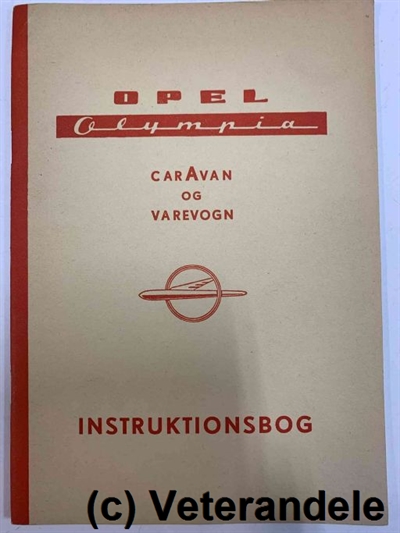 OPEL
Olympia
CARAVAN
OG
VAREVOGN
INSTRUKTIONSBOG
(c) Veterandele